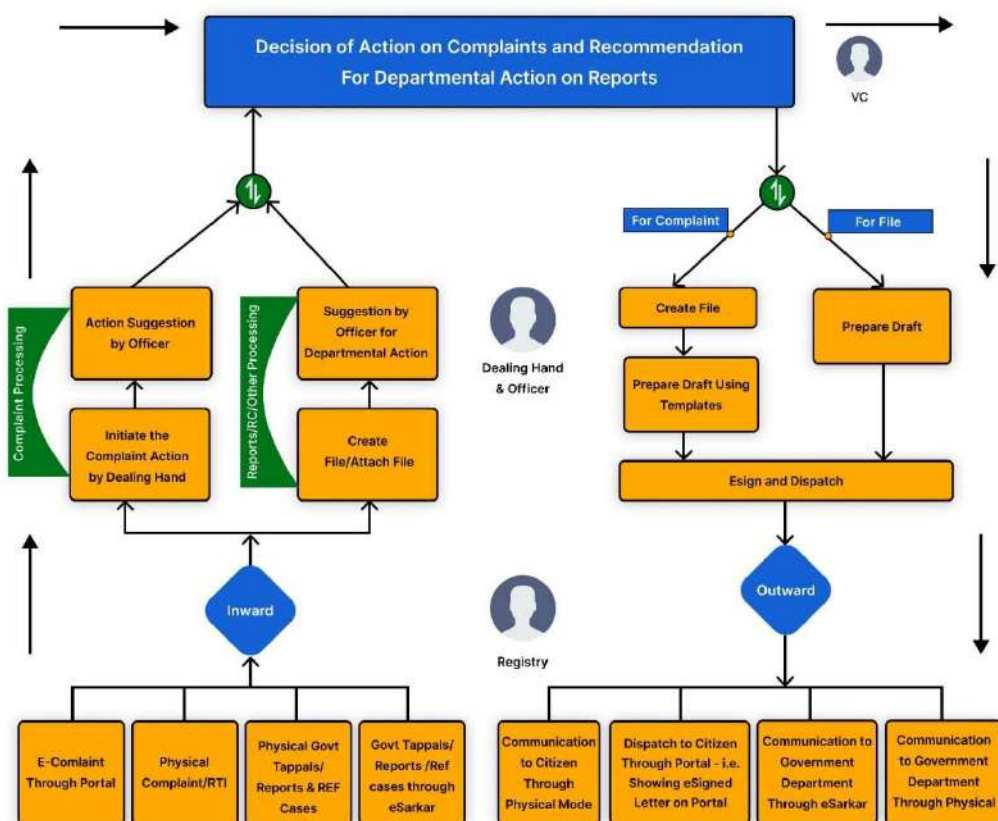 Decision of Action on Complaints and Recommendation
For Departmental Action on Reports
VC
For Complaint
For File
Complaint Processing
Action Suggestion
by Officer
Reports/RC/Other Processing
Suggestion by
Officer for
Departmental Action
Dealing Hand
& Officer
Create File
Prepare Draft
Prepare Draft Using
Templates
Initiate the
Complaint Action
by Dealing Hand
Create
File/Attach File
Esign and Dispatch
Inward
Registry
Outward
E-Comlaint
Through Portal
Physical
Complaint/RTI
Physical Govt
Tappals/
Reports & REF
Cases
Govt Tappals/
Reports /Ref
cases through
eSarkar
Communication
to Citizen
Through
Physical Mode
Dispatch to Citizen
Through Portal - i.e.
Showing eSigned
Letter on Portal
Communication to
Government
Department
Through eSarkar
Communication
to Government
Department
Through Physical